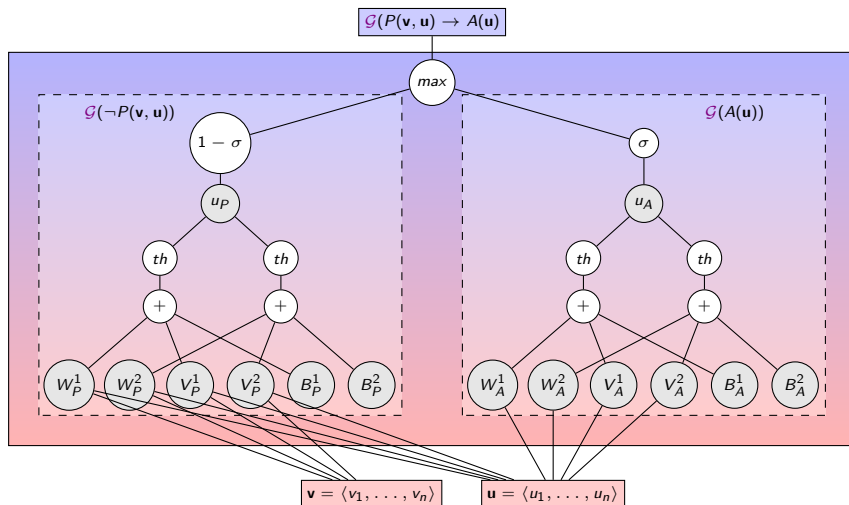 𝒢(P(𝐯, 𝐮) → A(𝐮)
max
𝒢(¬P(𝐯, 𝐮)) 𝒢(A(𝐮))
1 − σ σ
u_P u_A
th th th th
+ + + +
W_P^1 W_P^2 V_P^1 V_P^2 B_P^1 B_P^2 W_A^1 W_A^2 V_A^1 V_A^2 B_A^1 B_A^2
𝐯 = ⟨v_1, . . . , v_n⟩ 𝐮 = ⟨u_1, . . . , u_n⟩